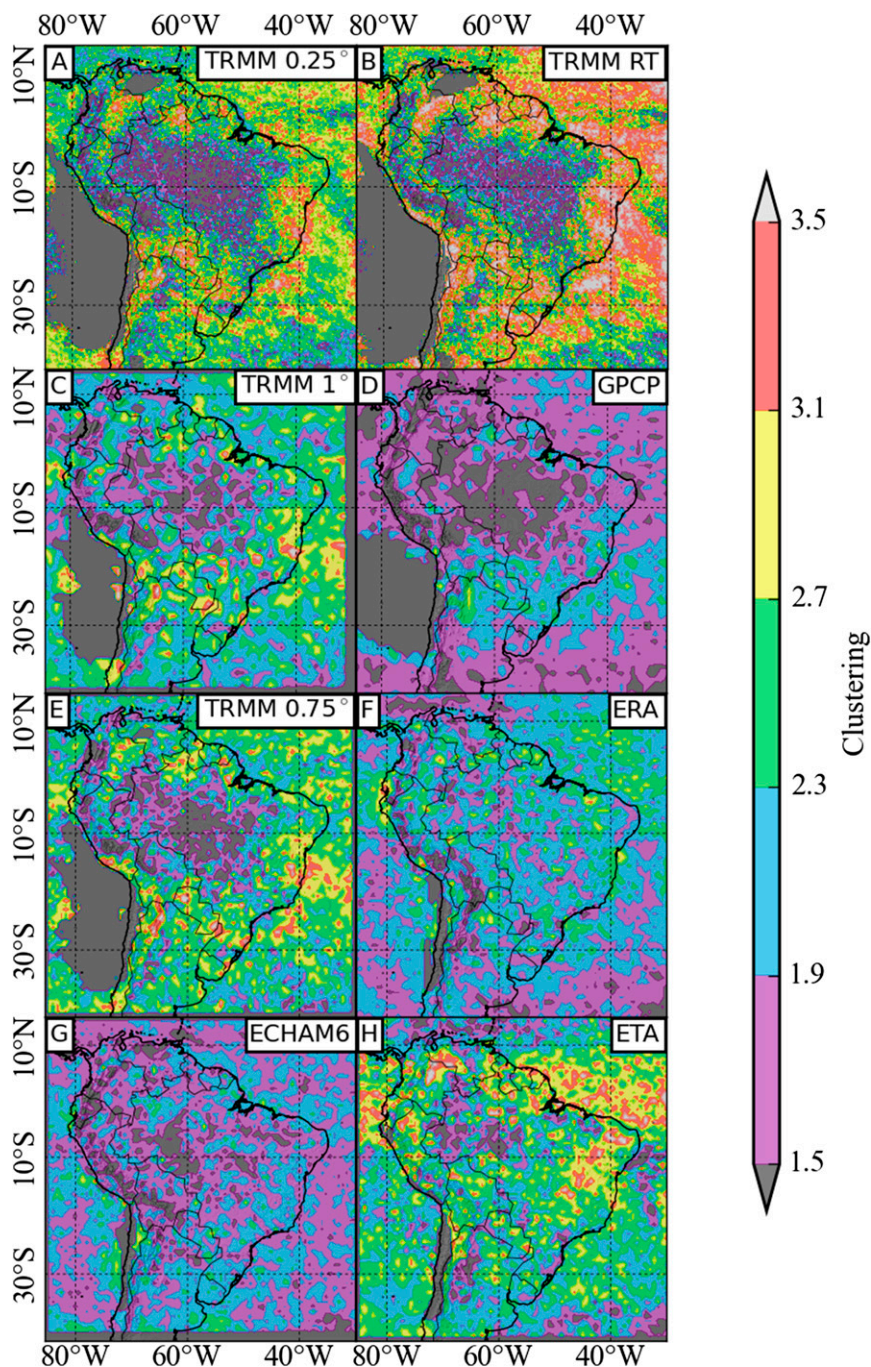 80°W 60°W 40°W 80°W 60°W 40°W
A TRMM 0.25° B TRMM RT
10°N
10°S
30°S
C TRMM 1° D GPCP
10°N
10°S
30°S
E TRMM 0.75° F ERA
10°N
10°S
30°S
G ECHAM6 H ETA
10°N
10°S
30°S
80°W 60°W 40°W 80°W 60°W 40°W
3.5
3.1
2.7
2.3
1.9
1.5
Clustering